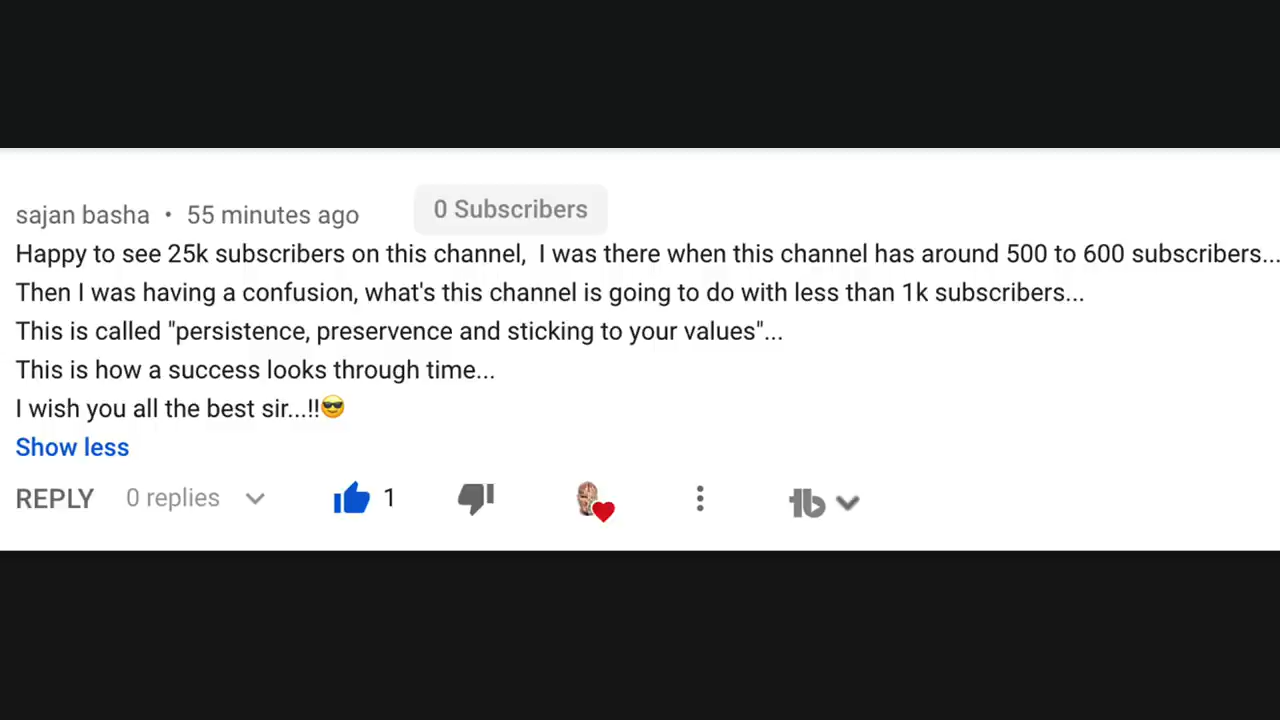 sajan basha • 55 minutes ago 0 Subscribers
Happy to see 25k subscribers on this channel,  I was there when this channel has around 500 to 600 subscribers...
Then I was having a confusion, what's this channel is going to do with less than 1k subscribers...
This is called "persistence, preservence and sticking to your values"...
This is how a success looks through time...
I wish you all the best sir...!!😎
Show less
REPLY 0 replies 1 tb